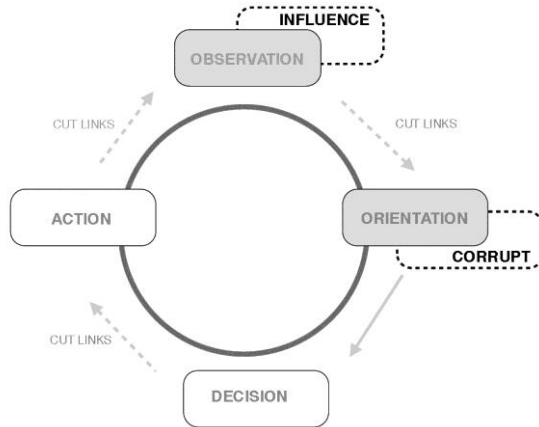 INFLUENCE
OBSERVATION
CUT LINKS
CUT LINKS
ACTION
ORIENTATION
CORRUPT
CUT LINKS
DECISION